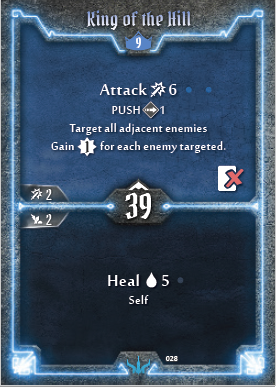 King of the Hill
9
Attack 6
PUSH 1
Target all adjacent enemies
Gain 1 for each enemy targeted.
2
39
2
Heal 5
Self
028